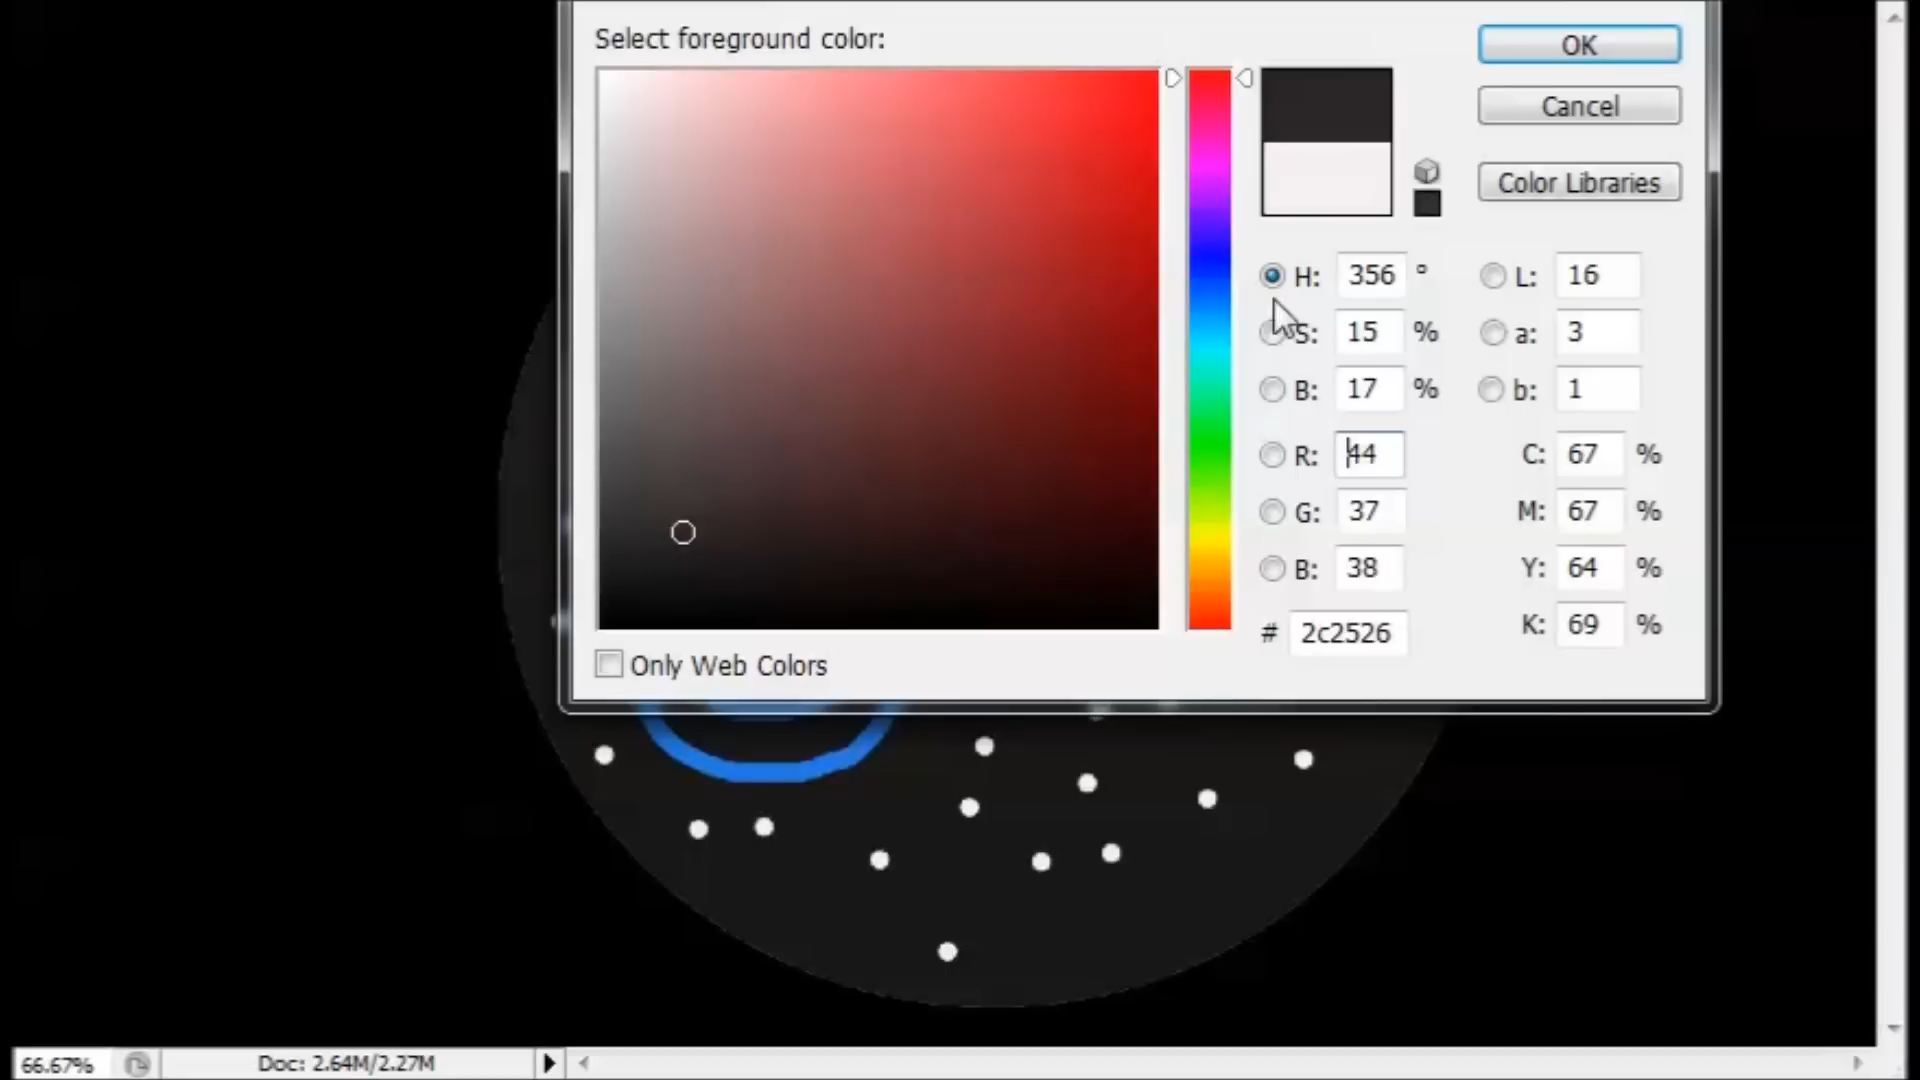 Select foreground color:
OK
Cancel
Color Libraries
H: 356 °
L: 16
S: 15 %
a: 3
B: 17 %
b: 1
R: 44
C: 67 %
G: 37
M: 67 %
B: 38
Y: 64 %
# 2c2526
K: 69 %
Only Web Colors
66.67%
Doc: 2.64M/2.27M